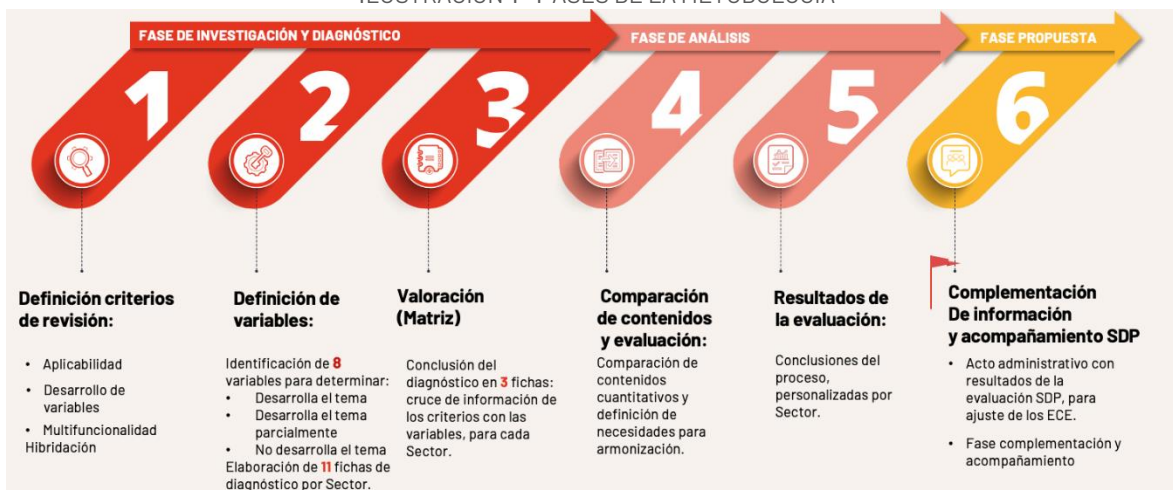 FASE DE INVESTIGACIÓN Y DIAGNÓSTICO
FASE DE ANÁLISIS
FASE PROPUESTA
1
2
3
4
5
6
Definición criterios
de revisión:
• Aplicabilidad
• Desarrollo de
variables
• Multifuncionalidad
Hibridación
Definición de
variables:
Identificación de 8
variables para determinar:
• Desarrolla el tema
• Desarrolla el tema
parcialmente
• No desarrolla el tema
Elaboración de 11 fichas de
diagnóstico por Sector.
Valoración
(Matriz)
Conclusión del
diagnóstico en 3 fichas:
cruce de información de
los criterios con las
variables, para cada
Sector.
Comparación
de contenidos
y evaluación:
Comparación de
contenidos
cuantitativos y
definición de
necesidades para
armonización.
Resultados de
la evaluación:
Conclusiones del
proceso,
personalizadas por
Sector.
Complementación
De información
y acompañamiento SDP
• Acto administrativo con
resultados de la
evaluación SDP, para
ajuste de los ECE.
• Fase complementación y
acompañamiento